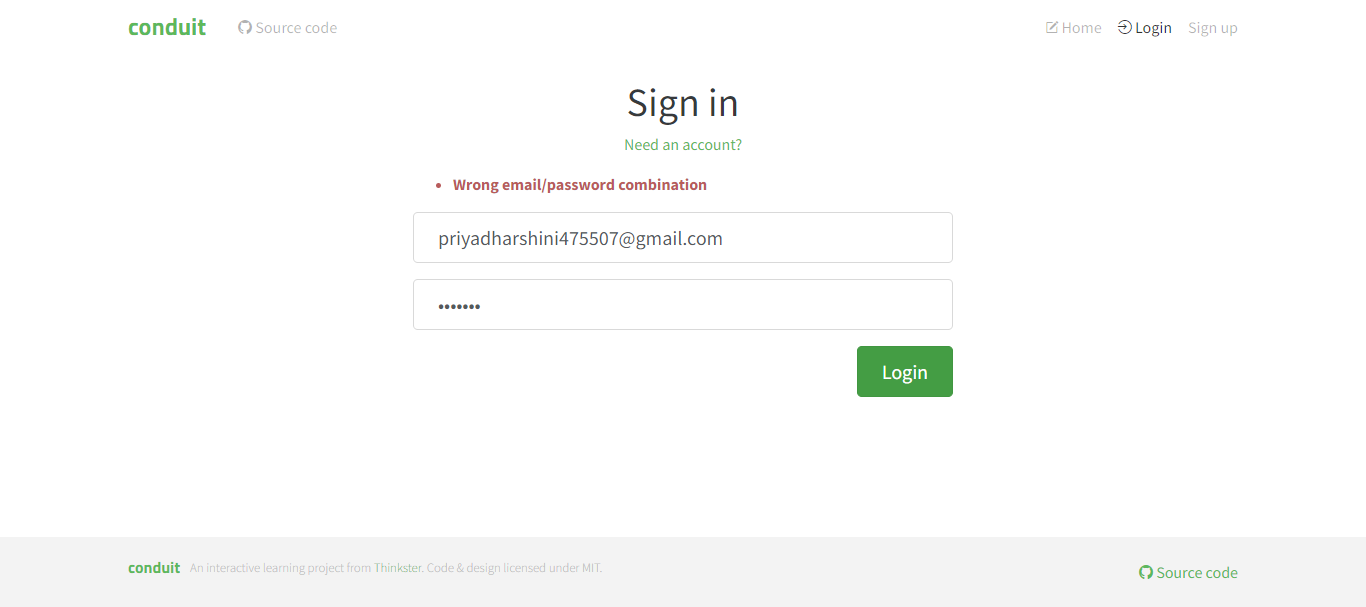 conduit Source code Home Login Sign up
Sign in
Need an account?
• Wrong email/password combination
priyadharshini475507@gmail.com
•••••••
Login
conduit An interactive learning project from Thinkster. Code & design licensed under MIT. Source code